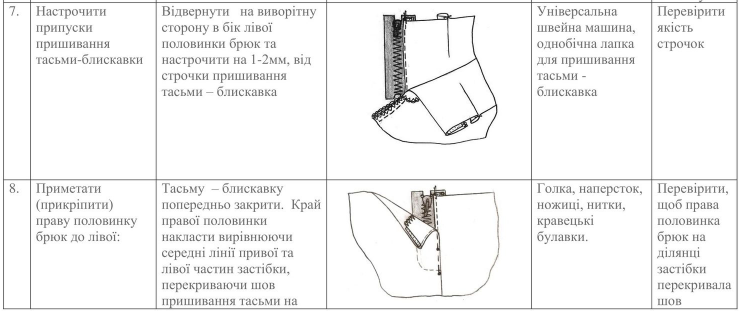 7.
Настрочити
припуски
пришивання
тасьми-блискавки
Відвернути на виворітну
сторону в бік лівої
половинки брюк та
настрочити на 1-2мм, від
строчки пришивання
тасьми – блискавка
Універсальна
швейна машина,
однобічна лапка
для пришивання
тасьми -
блискавка
Перевірити
якість
строчок
8.
Приметати
(прикріпити)
праву половинку
брюк до лівої:
Тасьму – блискавку
попередньо закрити. Край
правої половинки
накласти вирівнюючи
середні лінії привої та
лівої частин застібки,
перекриваючи шов
пришивання тасьми на
Голка, наперсток,
ножиці, нитки,
кравецькі
булавки.
Перевірити,
щоб права
половинка
брюк на
ділянці
застібки
перекривала
шов